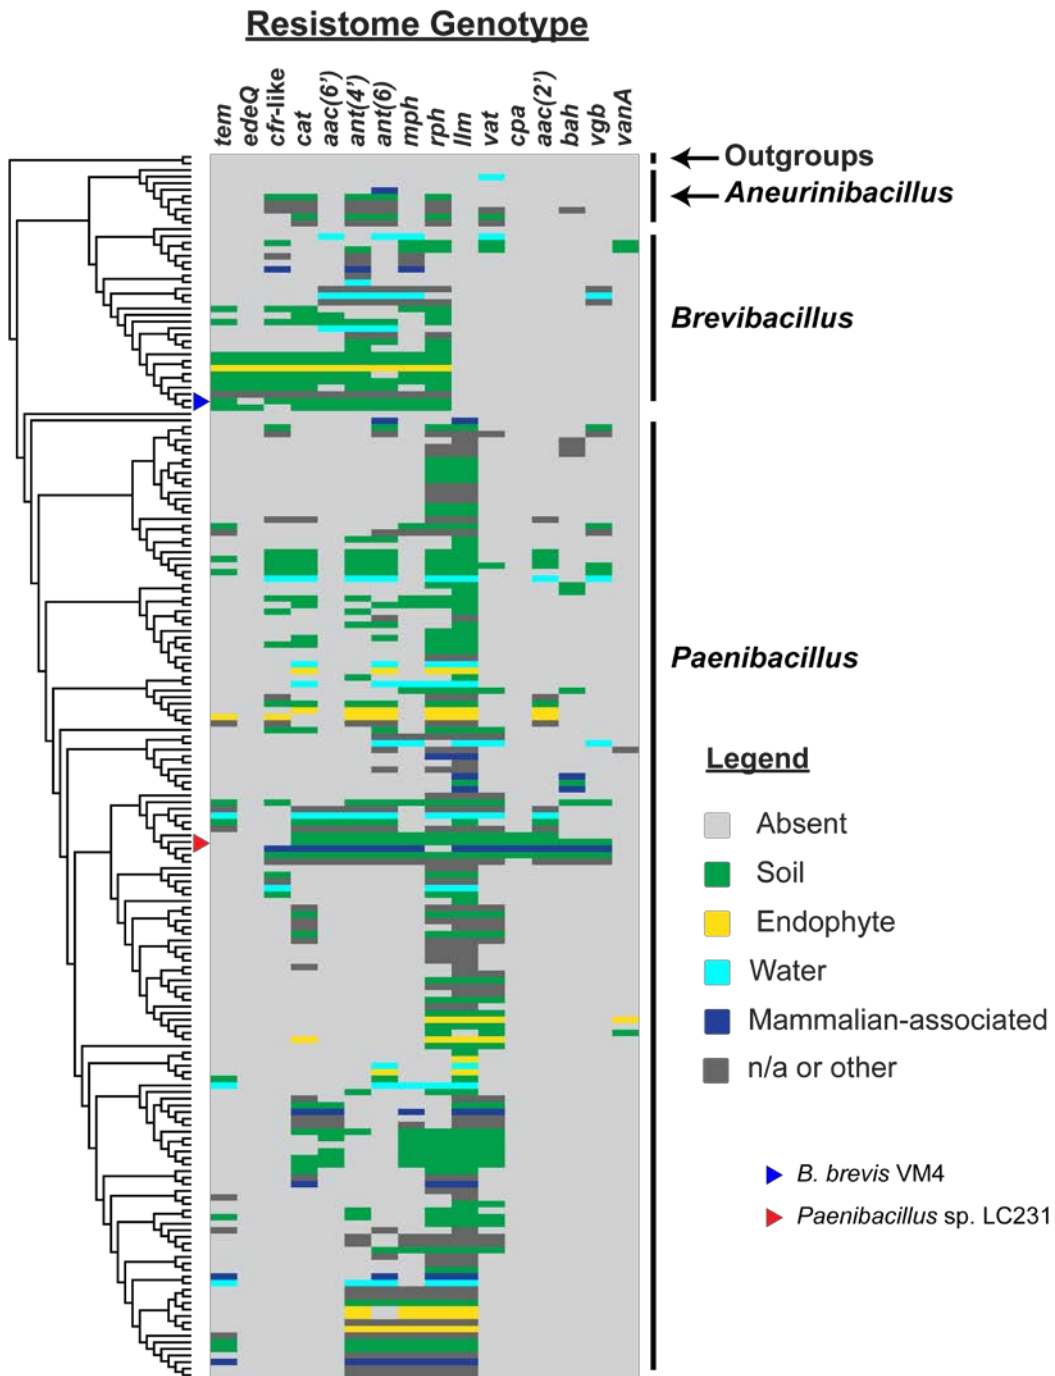 Resistome Genotype
tem
edeQ
cfr-like
cat
aac(6')
ant(4')
ant(6)
mph
rph
llm
vat
cpa
aac(2')
bah
vgb
vanA
Outgroups
Aneurinibacillus
Brevibacillus
Paenibacillus
Legend
Absent
Soil
Endophyte
Water
Mammalian-associated
n/a or other
B. brevis VM4
Paenibacillus sp. LC231